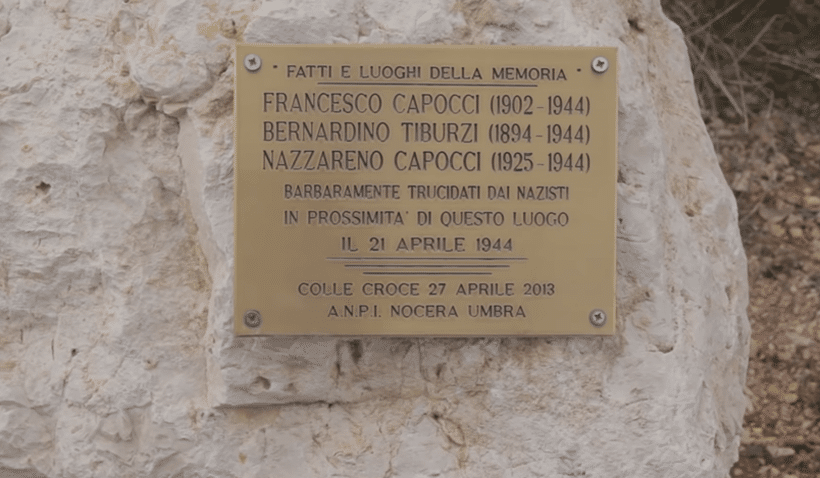 · FATTI E LUOGHI DELLA MEMORIA ·
FRANCESCO CAPOCCI (1902-1944)
BERNARDINO TIBURZI (1894-1944)
NAZZARENO CAPOCCI (1925-1944)
BARBARAMENTE TRUCIDATI DAI NAZISTI
IN PROSSIMITA' DI QUESTO LUOGO
IL 21 APRILE 1944
COLLE CROCE 27 APRILE 2013
A.N.P.I. NOCERA UMBRA